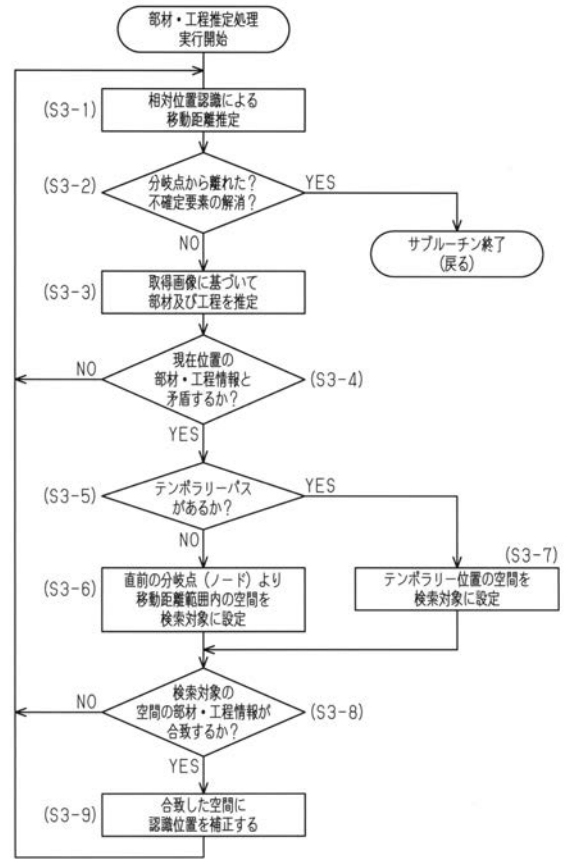 部材・工程推定処理
実行開始
(S3-1)
相対位置認識による
移動距離推定
(S3-2)
分岐点から離れた？
不確定要素の解消？
YES
NO
サブルーチン終了
(戻る)
(S3-3)
取得画像に基づいて
部材及び工程を推定
NO
現在位置の
部材・工程情報と
矛盾するか？
(S3-4)
YES
(S3-5)
テンポラリーパス
があるか？
YES
NO
(S3-6)
直前の分岐点（ノード）より
移動距離範囲内の空間を
検索対象に設定
(S3-7)
テンポラリー位置の空間を
検索対象に設定
NO
検索対象の
空間の部材・工程情報が
合致するか？
(S3-8)
YES
(S3-9)
合致した空間に
認識位置を補正する